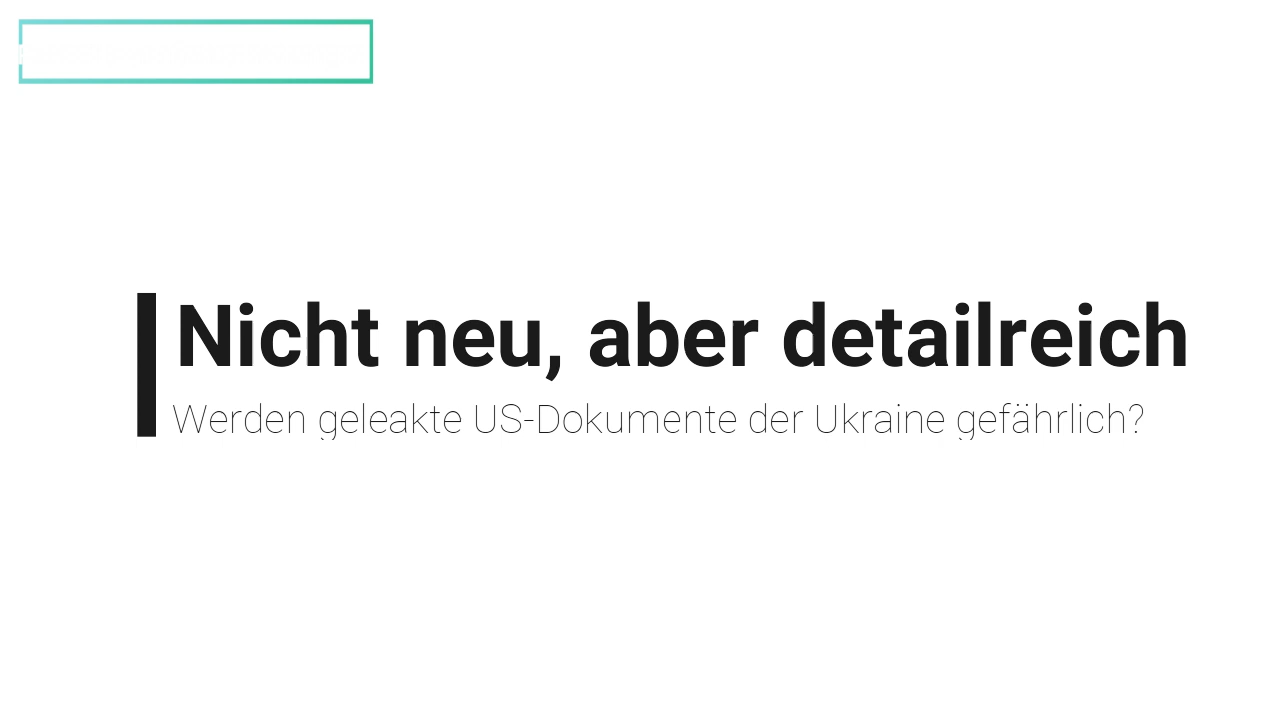 Nicht neu, aber detailreich
Werden geleakte US-Dokumente der Ukraine gefährlich?